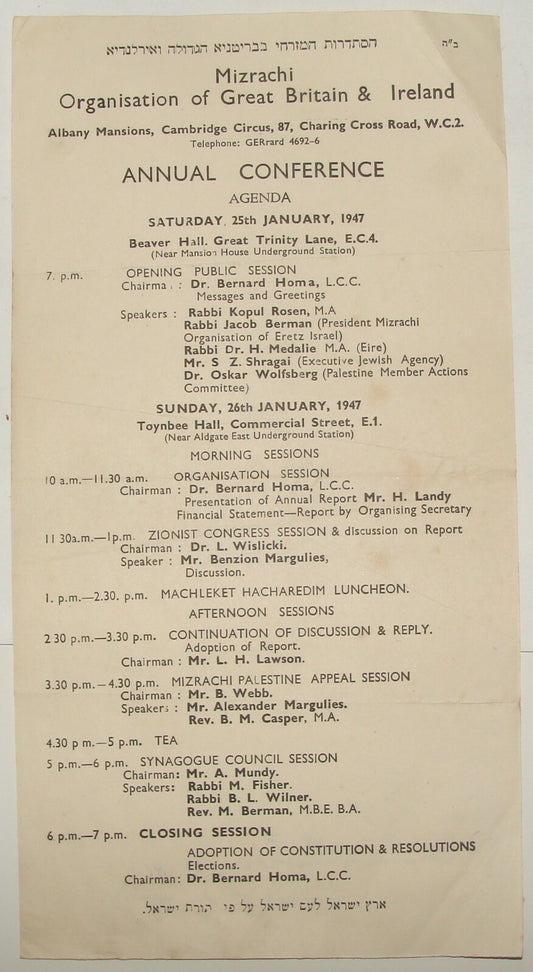 ב"ה
הסתדרות המזרחי בבריטניא הגדולה ואירלנדיא
Mizrachi
Organisation of Great Britain & Ireland
Albany Mansions, Cambridge Circus, 87, Charing Cross Road, W.C.2.
Telephone: GERrard 4692-6
ANNUAL CONFERENCE
AGENDA
SATURDAY, 25th JANUARY, 1947
Beaver Hall. Great Trinity Lane, E.C.4.
(Near Mansion House Underground Station)
7. p.m. OPENING PUBLIC SESSION
Chairma : Dr. Bernard Homa, L.C.C.
Messages and Greetings
Speakers : Rabbi Kopul Rosen, M.A
Rabbi Jacob Berman (President Mizrachi
Organisation of Eretz Israel)
Rabbi Dr. H. Medalie M.A. (Eire)
Mr. S Z. Shragai (Executive Jewish Agency)
Dr. Oskar Wolfsberg (Palestine Member Actions
Committee)
SUNDAY, 26th JANUARY, 1947
Toynbee Hall, Commercial Street, E.1.
(Near Aldgate East Underground Station)
MORNING SESSIONS
10 a.m.—11.30 a.m. ORGANISATION SESSION
Chairman : Dr. Bernard Homa, L.C.C.
Presentation of Annual Report Mr. H. Landy
Financial Statement—Report by Organising Secretary
11 30a.m.—1p.m. ZIONIST CONGRESS SESSION & discussion on Report
Chairman : Dr. L. Wislicki.
Speaker : Mr. Benzion Margulies,
Discussion.
1. p.m.—2.30. p.m. MACHLEKET HACHAREDIM LUNCHEON.
AFTERNOON SESSIONS
2 30 p.m.—3.30 p.m. CONTINUATION OF DISCUSSION & REPLY.
Adoption of Report.
Chairman : Mr. L. H. Lawson.
3.30 p.m.—4.30 p.m. MIZRACHI PALESTINE APPEAL SESSION
Chairman : Mr. B. Webb.
Speakers : Mr. Alexander Margulies.
Rev. B. M. Casper, M.A.
4.30 p m.—5 p.m. TEA
5 p.m.—6 p.m. SYNAGOGUE COUNCIL SESSION
Chairman: Mr. A. Mundy.
Speakers: Rabbi M. Fisher.
Rabbi B. L. Wilner.
Rev. M. Berman, M.B.E. B.A.
6 p.m.—7 p.m. CLOSING SESSION
ADOPTION OF CONSTITUTION & RESOLUTIONS
Elections.
Chairman: Dr. Bernard Homa, L.C.C.
ארץ ישראל לעם ישראל על פי תורת ישראל.